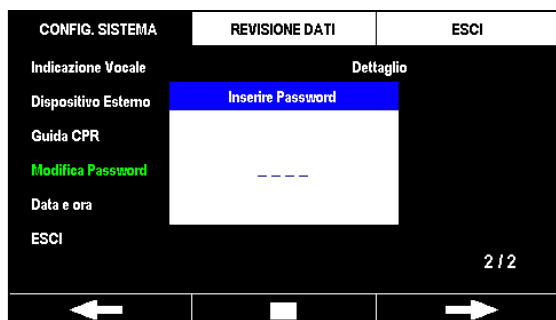 CONFIG. SISTEMA REVISIONE DATI ESCI
Indicazione Vocale Dettaglio
Dispositivo Esterno
Inserire Password
Guida CPR
Modifica Password
_ _ _ _
Data e ora
ESCI
2 / 2